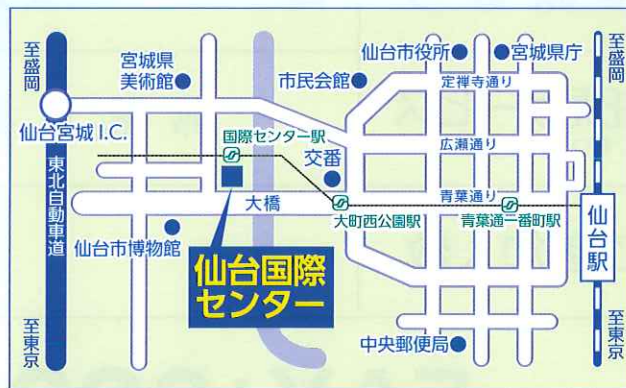 至盛岡
宮城県
美術館
市民会館
仙台市役所
宮城県庁
至盛岡
定禅寺通り
仙台宮城 I.C.
国際センター駅
交番
広瀬通り
東北自動車道
大橋
青葉通り
大町西公園駅
青葉通一番町駅
仙台駅
仙台市博物館
仙台国際
センター
中央郵便局
至東京
至東京